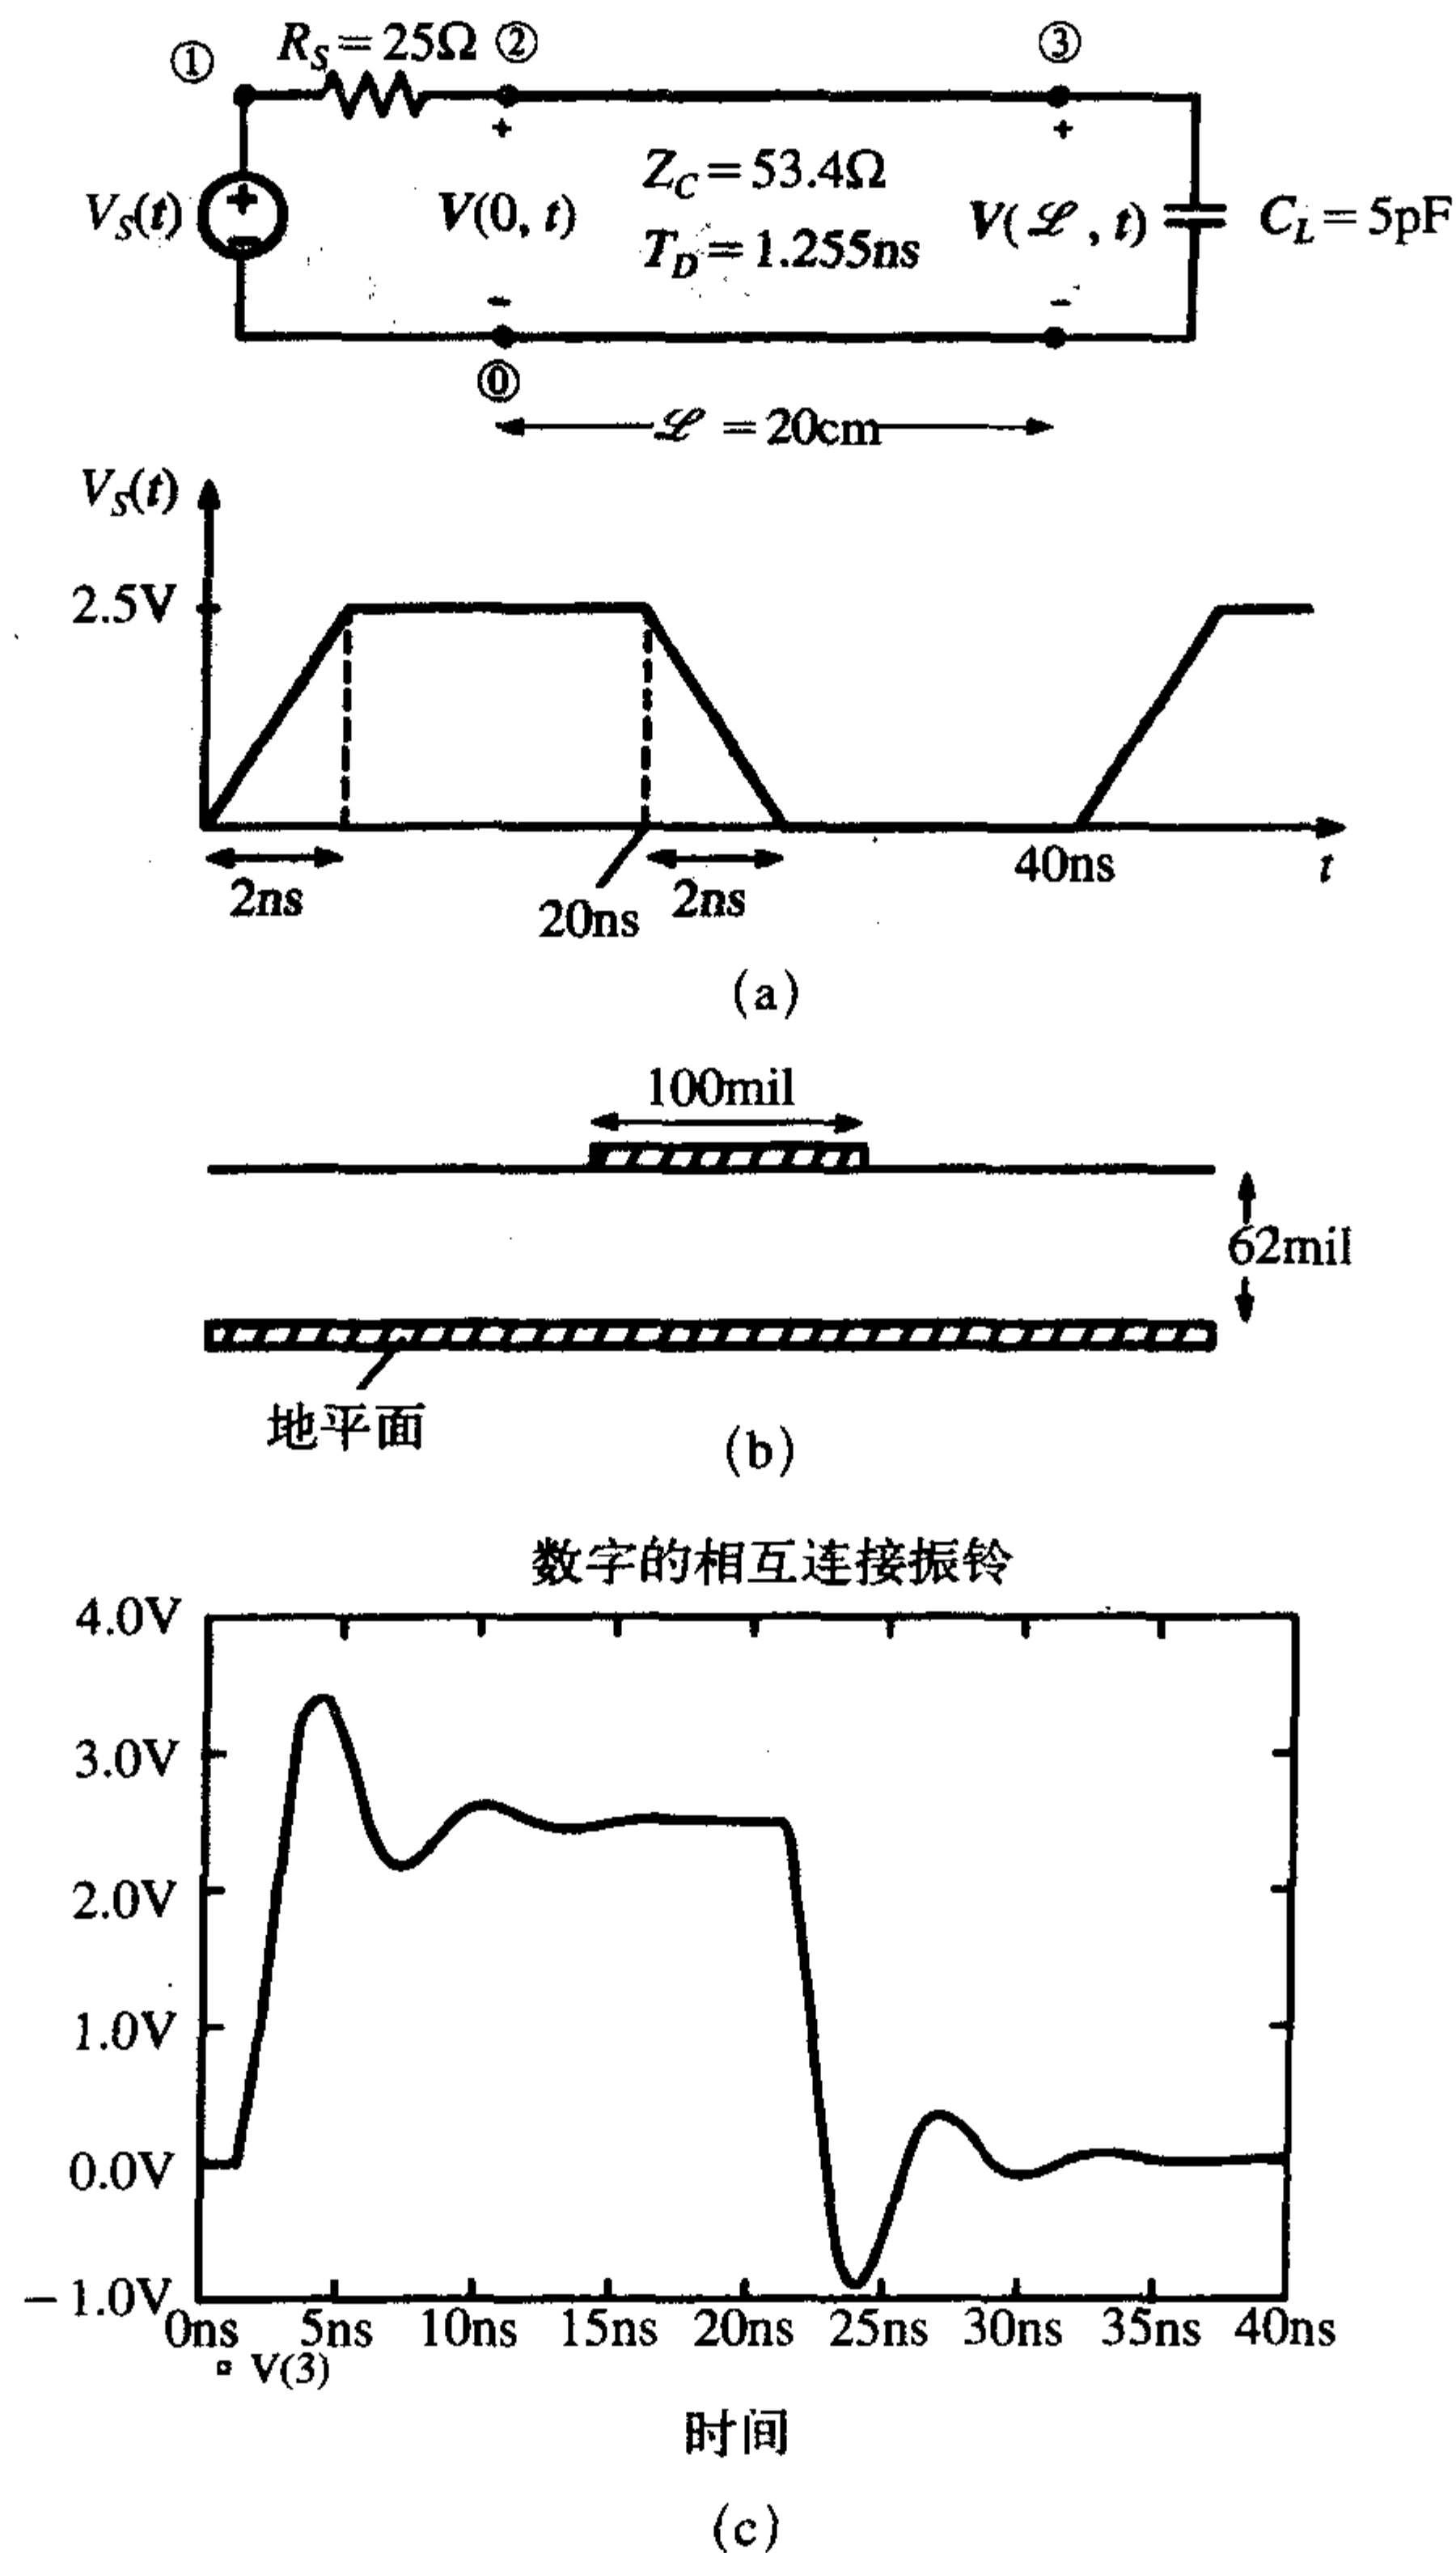 ① R_S = 25Ω ② ③
V_S(t) + − + V(0, t) − Z_C = 53.4Ω + V(ℒ, t) − C_L = 5pF
T_D = 1.255ns
⓪
ℒ = 20cm
V_S(t)
2.5V
2ns 20ns 2ns 40ns t
(a)
100mil
62mil
地平面
(b)
数字的相互连接振铃
4.0V
3.0V
2.0V
1.0V
0.0V
−1.0V
0ns 5ns 10ns 15ns 20ns 25ns 30ns 35ns 40ns
▫ V(3)
时间
(c)